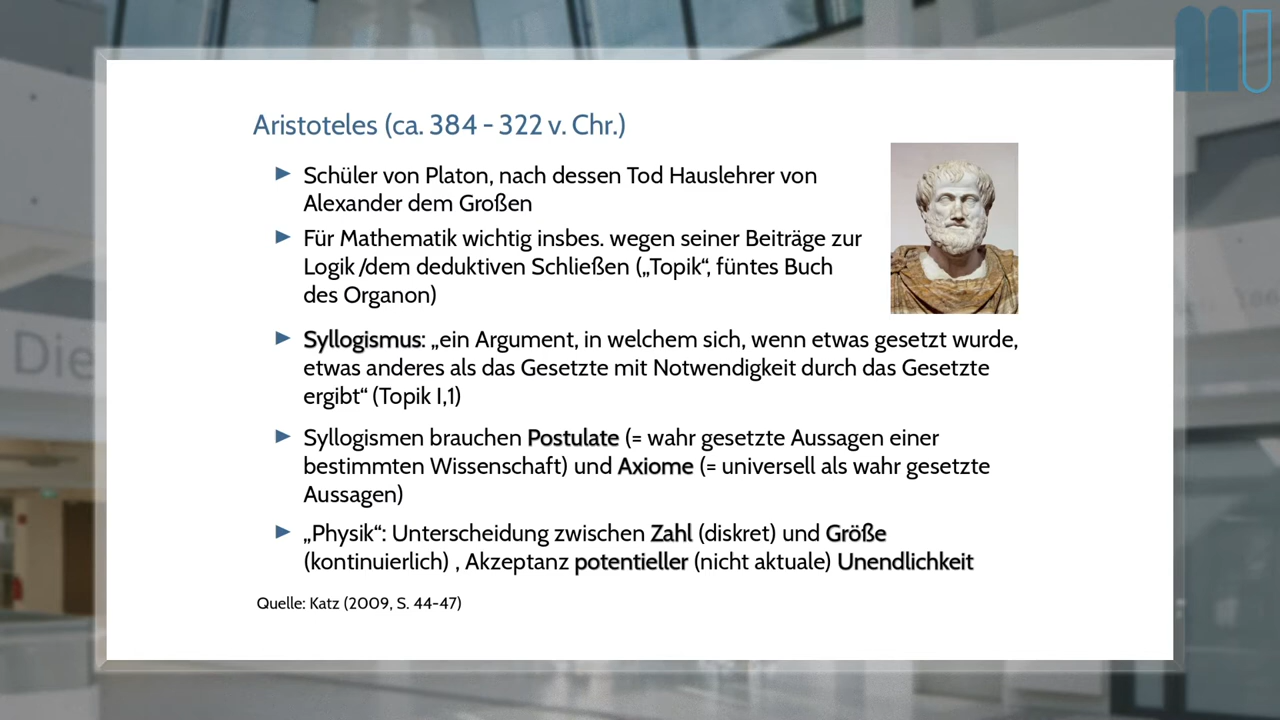 Aristoteles (ca. 384 - 322 v. Chr.)
Schüler von Platon, nach dessen Tod Hauslehrer von
Alexander dem Großen
Für Mathematik wichtig insbes. wegen seiner Beiträge zur
Logik /dem deduktiven Schließen („Topik“, füntes Buch
des Organon)
Syllogismus: „ein Argument, in welchem sich, wenn etwas gesetzt wurde,
etwas anderes als das Gesetzte mit Notwendigkeit durch das Gesetzte
ergibt“ (Topik I,1)
Syllogismen brauchen Postulate (= wahr gesetzte Aussagen einer
bestimmten Wissenschaft) und Axiome (= universell als wahr gesetzte
Aussagen)
„Physik“: Unterscheidung zwischen Zahl (diskret) und Größe
(kontinuierlich) , Akzeptanz potentieller (nicht aktuale) Unendlichkeit
Quelle: Katz (2009, S. 44-47)
Die